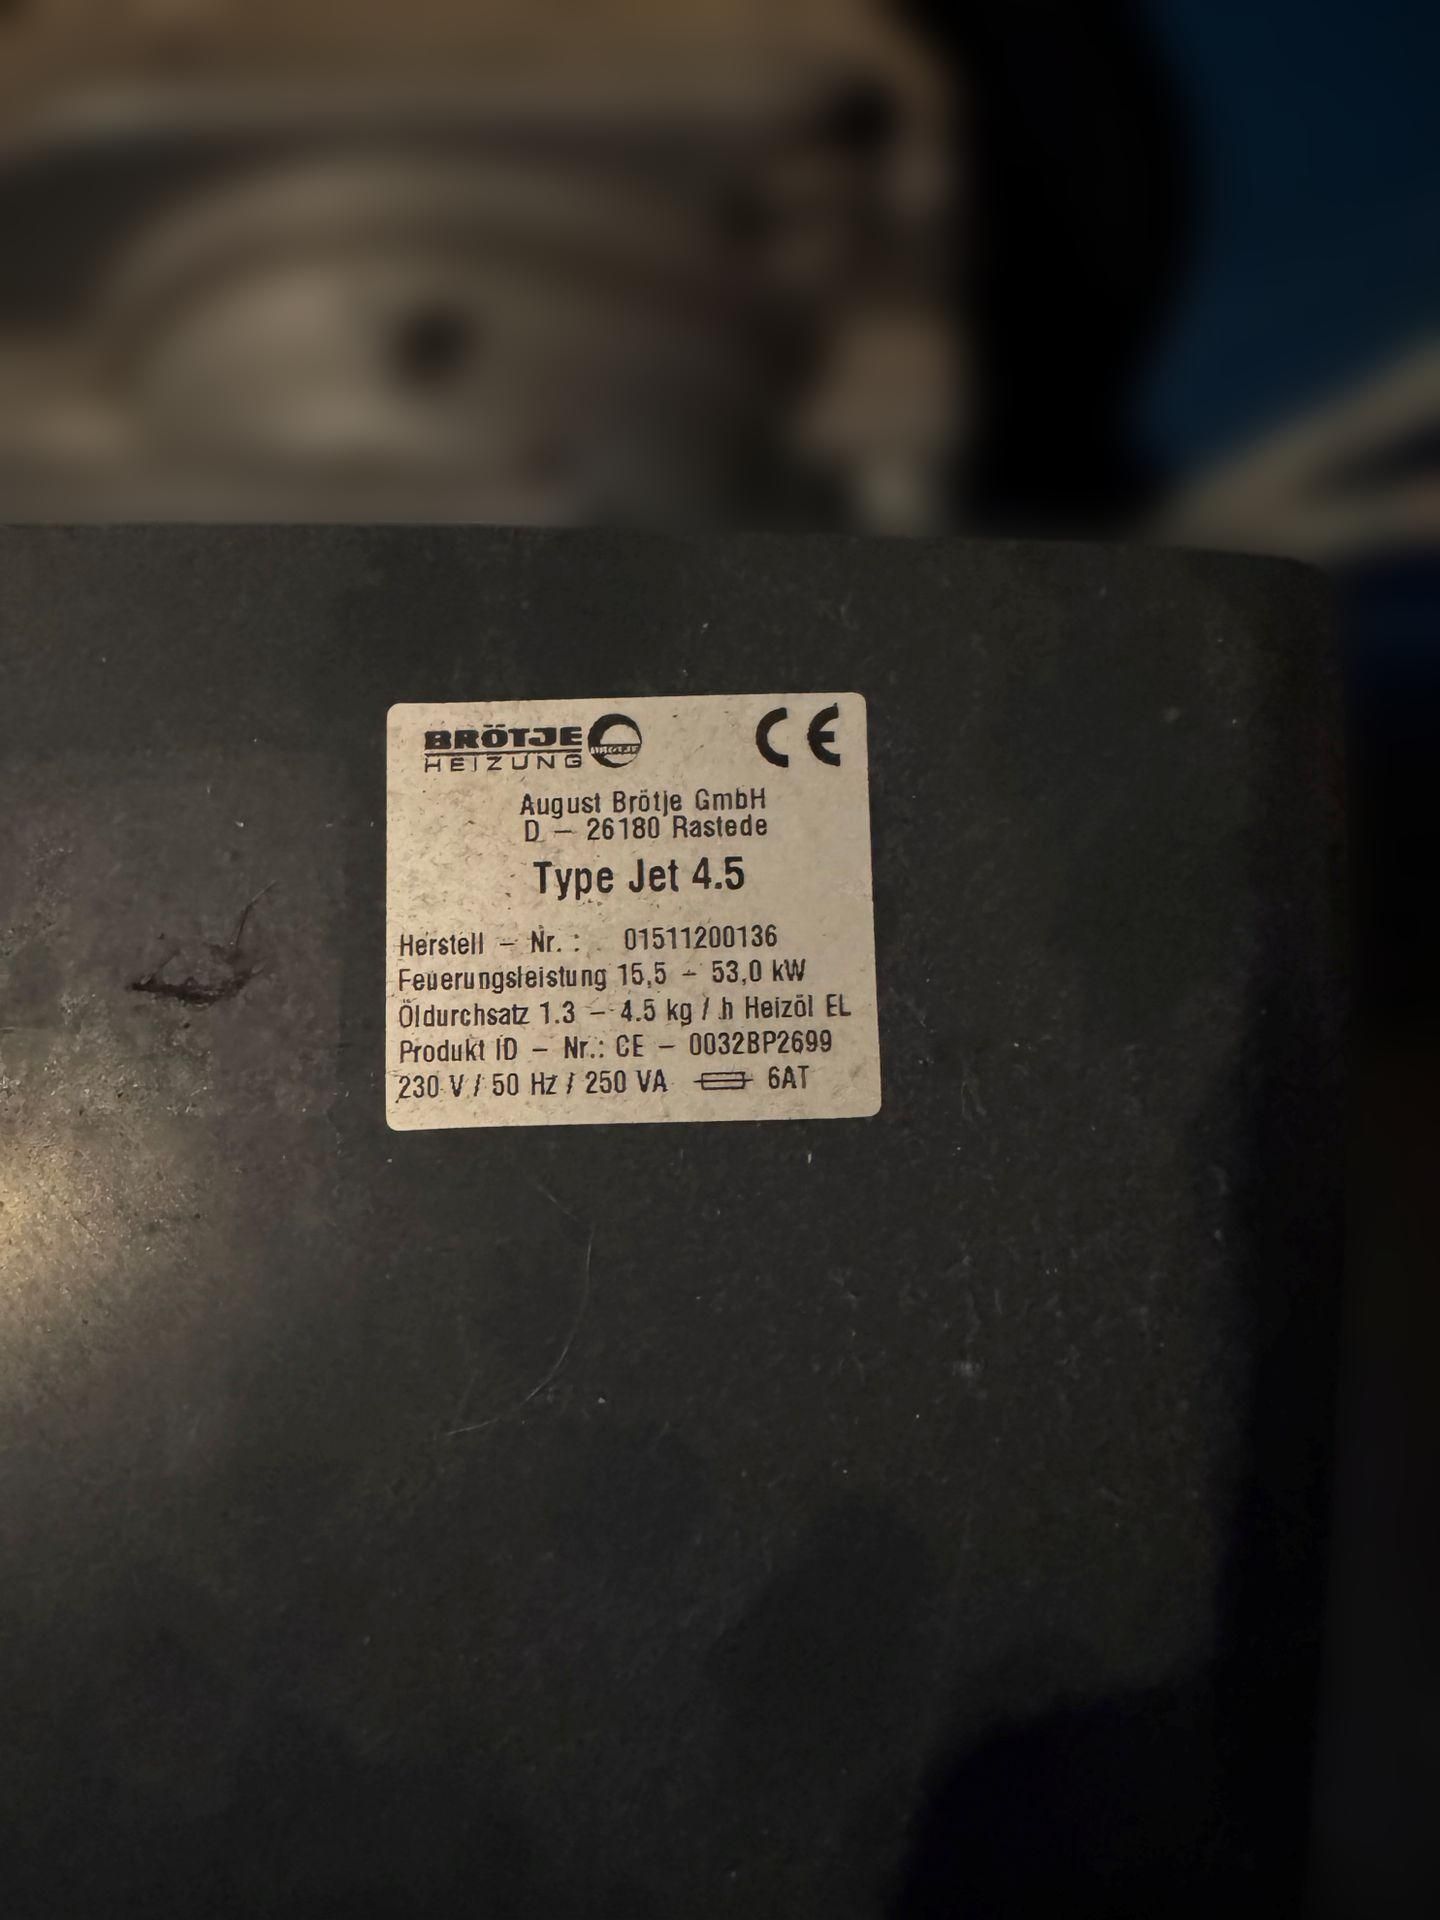 BRÖTJE
HEIZUNG
CE
August Brötje GmbH
D – 26180 Rastede
Type Jet 4.5
Herstell – Nr. : 01511200136
Feuerungsleistung 15,5 – 53,0 kW
Öldurchsatz 1.3 – 4.5 kg / h Heizöl EL
Produkt ID – Nr.: CE – 0032BP2699
230 V / 50 Hz / 250 VA 6AT